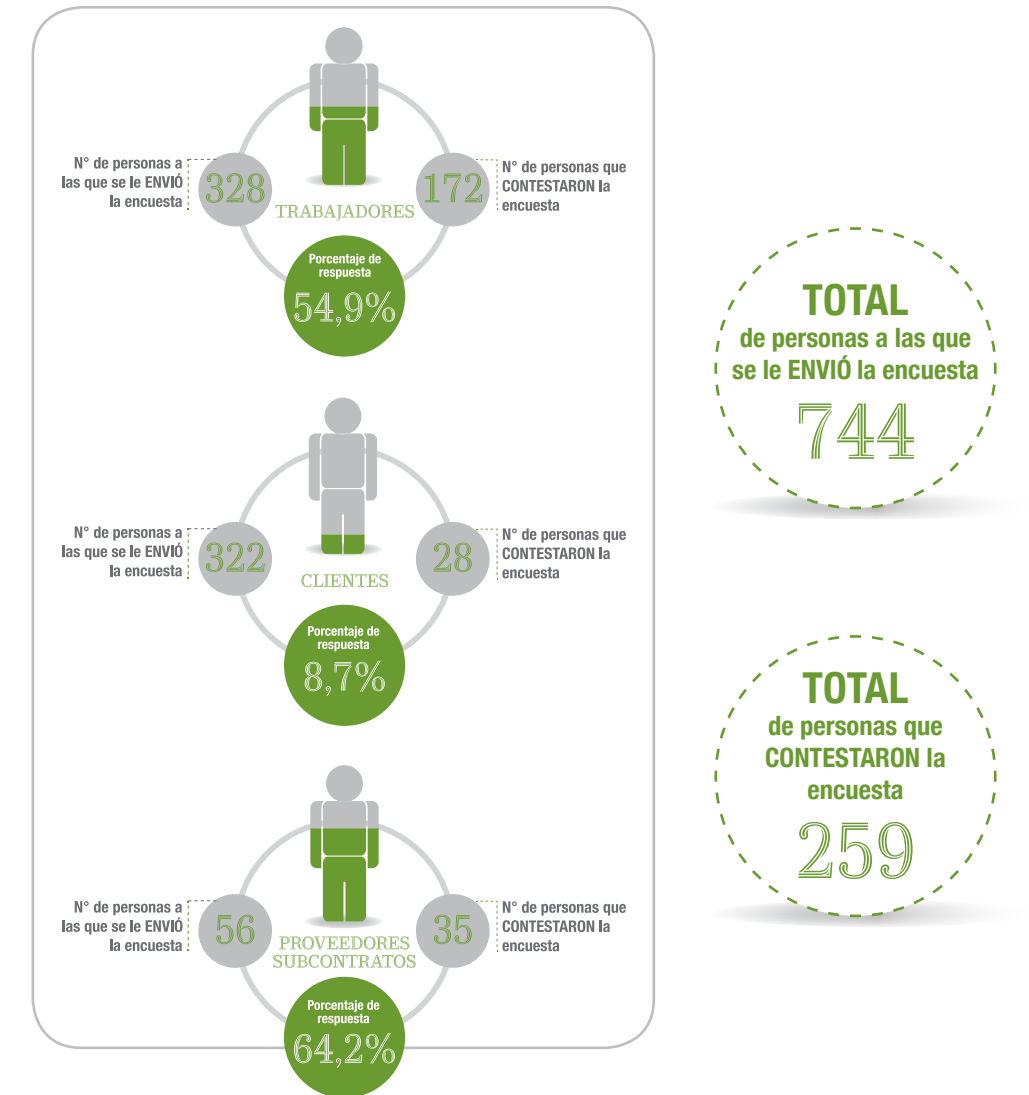 N° de personas a
las que se le ENVIÓ
la encuesta
328
TRABAJADORES
172
N° de personas que
CONTESTARON la
encuesta
Porcentaje de
respuesta
54,9%
N° de personas a
las que se le ENVIÓ
la encuesta
322
CLIENTES
28
N° de personas que
CONTESTARON la
encuesta
Porcentaje de
respuesta
8,7%
N° de personas a
las que se le ENVIÓ
la encuesta
56
PROVEEDORES
SUBCONTRATOS
35
N° de personas que
CONTESTARON la
encuesta
Porcentaje de
respuesta
64,2%
TOTAL
de personas a las que
se le ENVIÓ la encuesta
744
TOTAL
de personas que
CONTESTARON la
encuesta
259